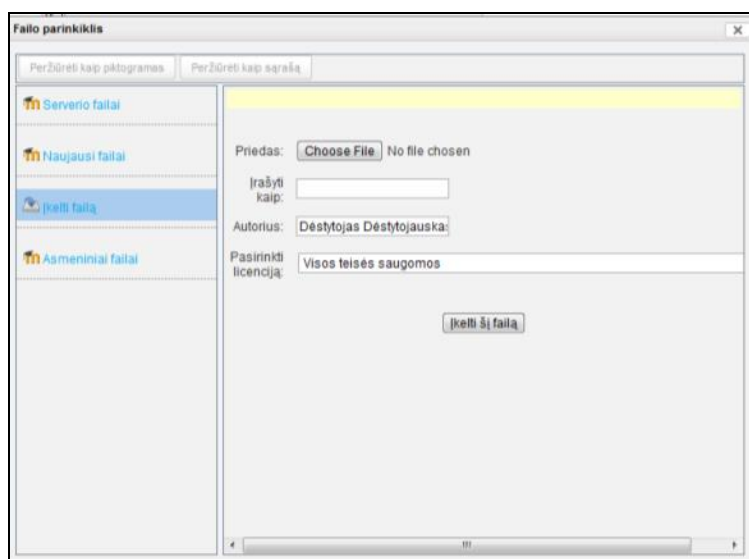 Failo parinkiklis
Peržiūrėti kaip piktogramas Peržiūrėti kaip sąrašą
Serverio failai
Naujausi failai
Įkelti failą
Asmeniniai failai
Priedas: Choose File No file chosen
Įrašyti
kaip:
Autorius: Dėstytojas Dėstytojauska
Pasirinkti
licenciją: Visos teisės saugomos
Įkelti šį failą